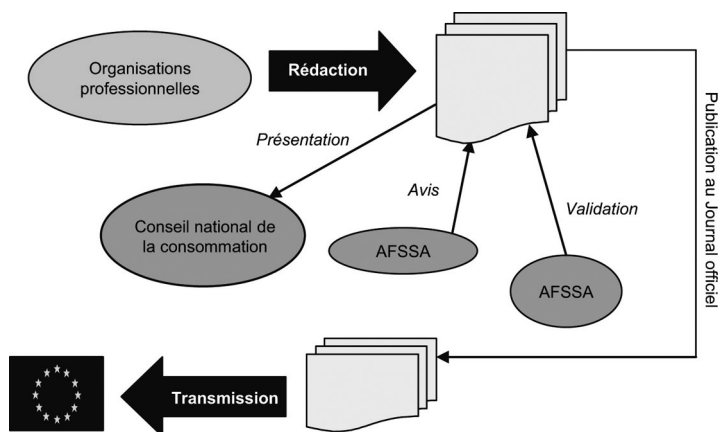 Organisations
professionnelles
Rédaction
Présentation
Conseil national de
la consommation
Avis
AFSSA
Validation
AFSSA
Publication au Journal officiel
Transmission